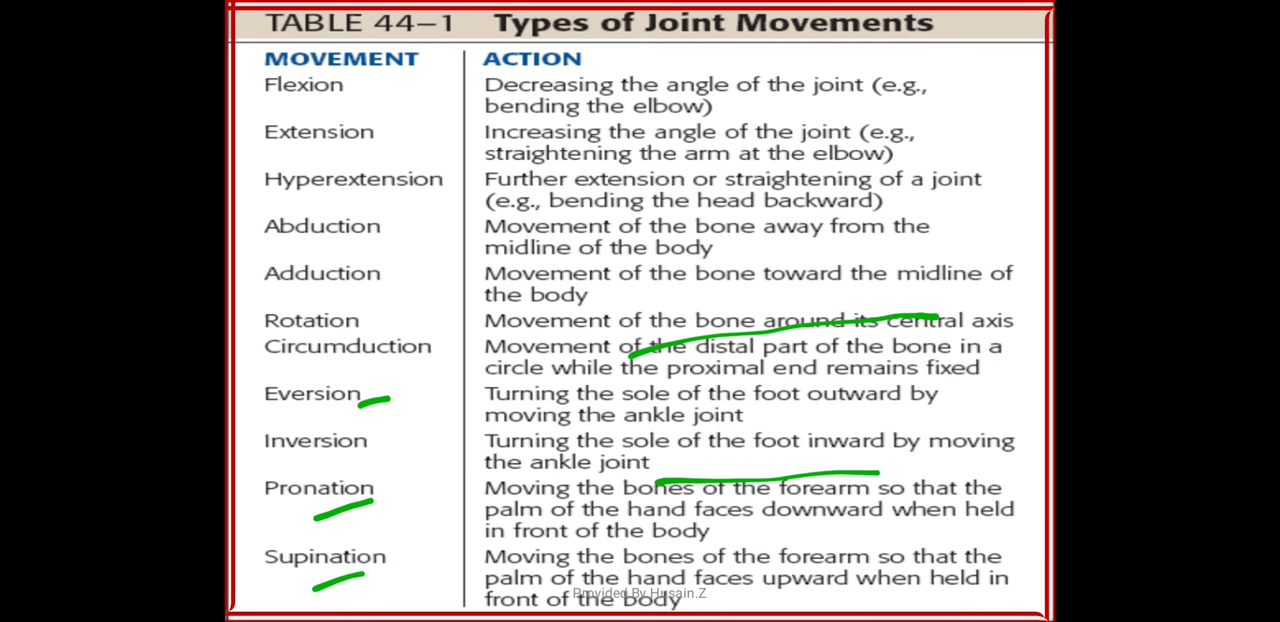 TABLE 44–1 Types of Joint Movements
MOVEMENT ACTION
Flexion Decreasing the angle of the joint (e.g.,
bending the elbow)
Extension Increasing the angle of the joint (e.g.,
straightening the arm at the elbow)
Hyperextension Further extension or straightening of a joint
(e.g., bending the head backward)
Abduction Movement of the bone away from the
midline of the body
Adduction Movement of the bone toward the midline of
the body
Rotation Movement of the bone around its central axis
Circumduction Movement of the distal part of the bone in a
circle while the proximal end remains fixed
Eversion Turning the sole of the foot outward by
moving the ankle joint
Inversion Turning the sole of the foot inward by moving
the ankle joint
Pronation Moving the bones of the forearm so that the
palm of the hand faces downward when held
in front of the body
Supination Moving the bones of the forearm so that the
palm of the hand faces upward when held in
front of the body
Provided By Husain.Z